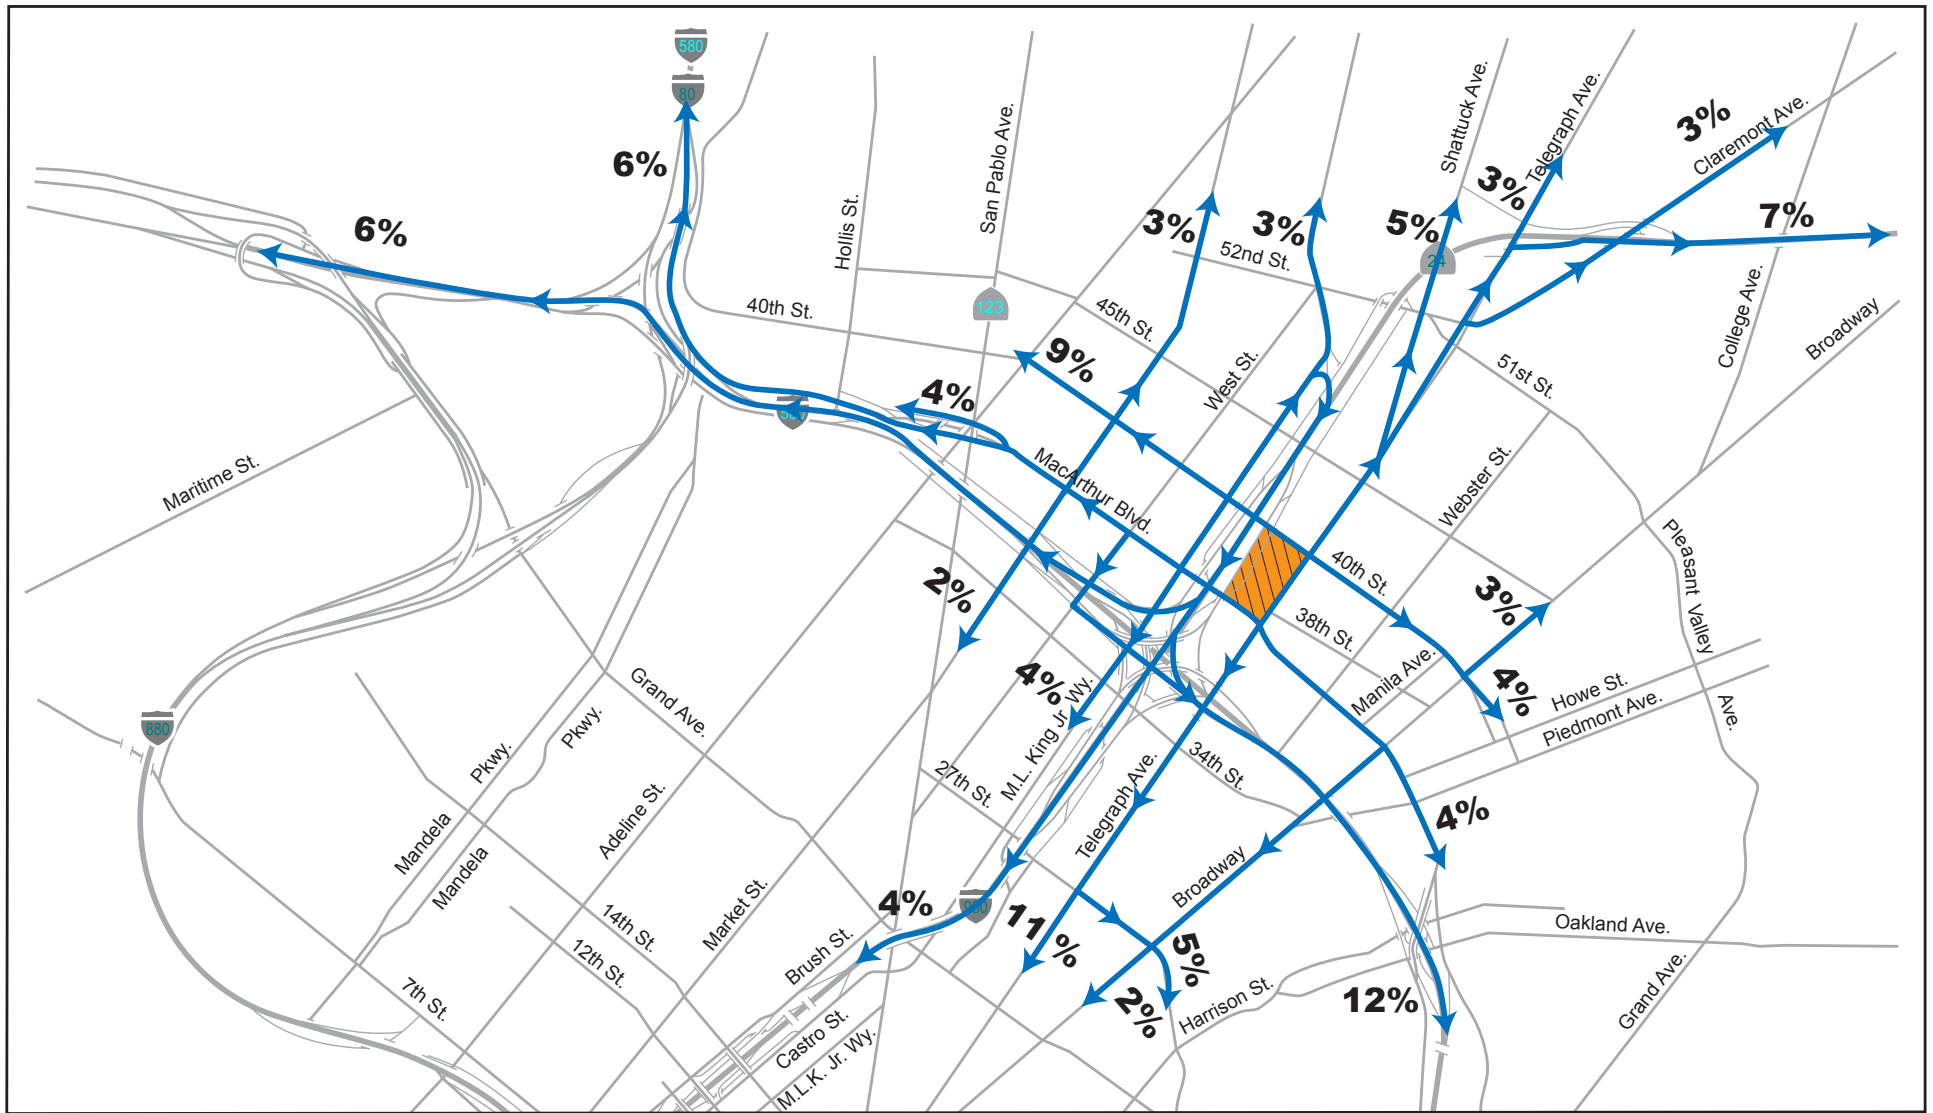 580
80
6%
6%
Hollis St.
San Pablo Ave.
Shattuck Ave.
Telegraph Ave.
3%
Claremont Ave.
3%
3%
3%
5%
7%
52nd St.
24
40th St.
123
45th St.
College Ave.
Broadway
9%
4%
West St.
51st St.
580
MacArthur Blvd.
Webster St.
Maritime St.
Pleasant Valley
Ave.
40th St.
3%
2%
38th St.
Manila Ave.
4%
4%
Howe St.
Piedmont Ave.
Grand Ave.
M.L. King Jr. Wy.
880
Mandela
Pkwy.
Mandela
Pkwy.
34th St.
27th St.
Telegraph Ave.
Adeline St.
4%
Broadway
Market St.
4%
980
11 %
5%
2%
Oakland Ave.
14th St.
12th St.
Brush St.
7th St.
Harrison St.
12%
Grand Ave.
Castro St.
M.L.K. Jr. Wy.